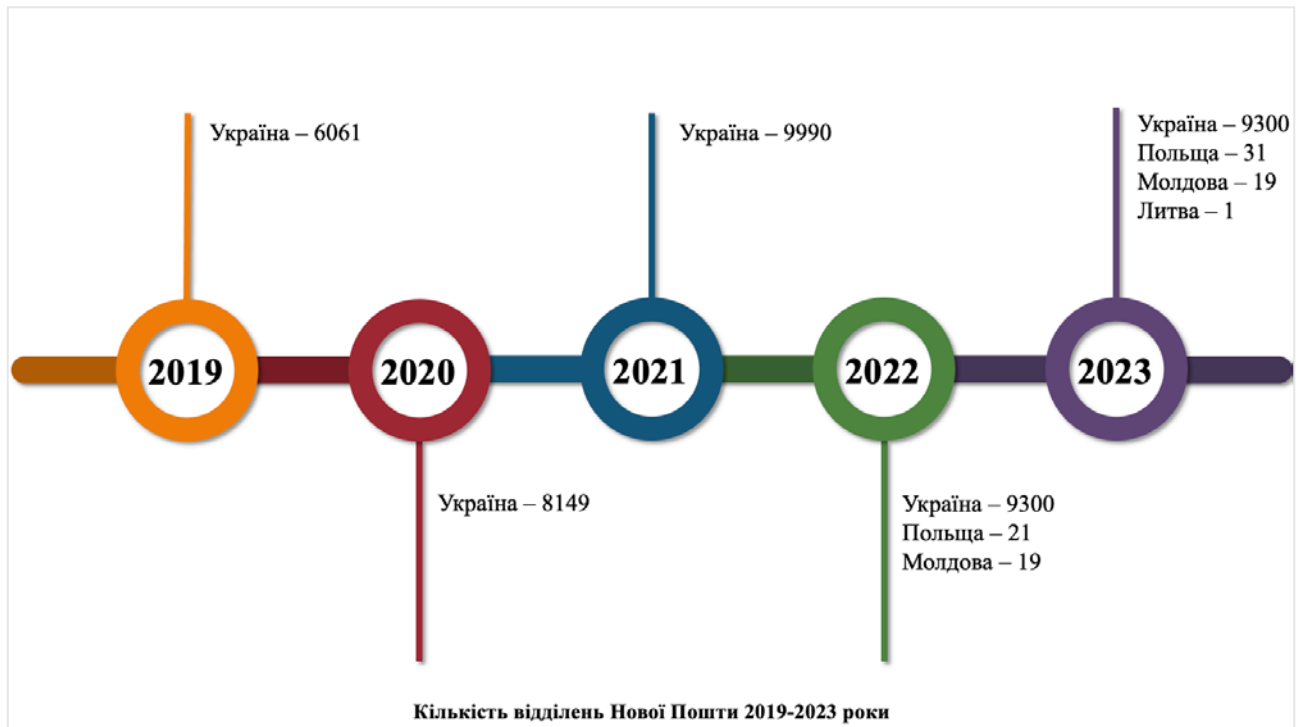 Україна – 6061
Україна – 9990
Україна – 9300
Польща – 31
Молдова – 19
Литва – 1
2019
2020
2021
2022
2023
Україна – 8149
Україна – 9300
Польща – 21
Молдова – 19
Кількість відділень Нової Пошти 2019-2023 роки